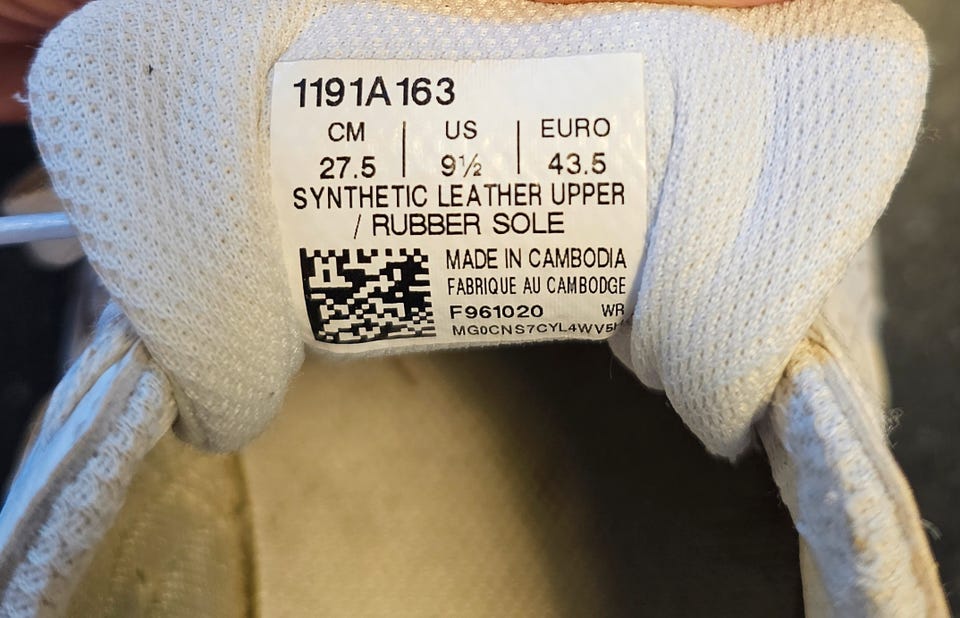 1191A163
CM | US | EURO
27.5 | 9½ | 43.5
SYNTHETIC LEATHER UPPER
/ RUBBER SOLE
MADE IN CAMBODIA
FABRIQUE AU CAMBODGE
F961020 WR